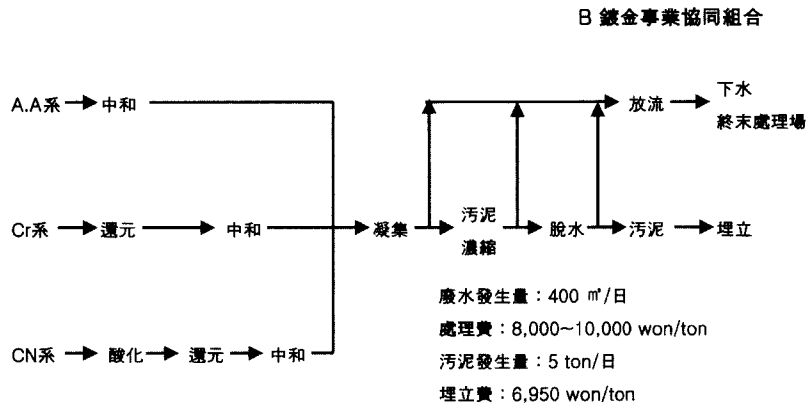 B 鍍金事業協同組合
A.A系 中和 放流 下水
終末處理場
Cr系 還元 中和 凝集 汚泥
濃縮 脫水 汚泥 埋立
廢水發生量 : 400 ㎥/日
處理費 : 8,000~10,000 won/ton
CN系 酸化 還元 中和
汚泥發生量 : 5 ton/日
埋立費 : 6,950 won/ton